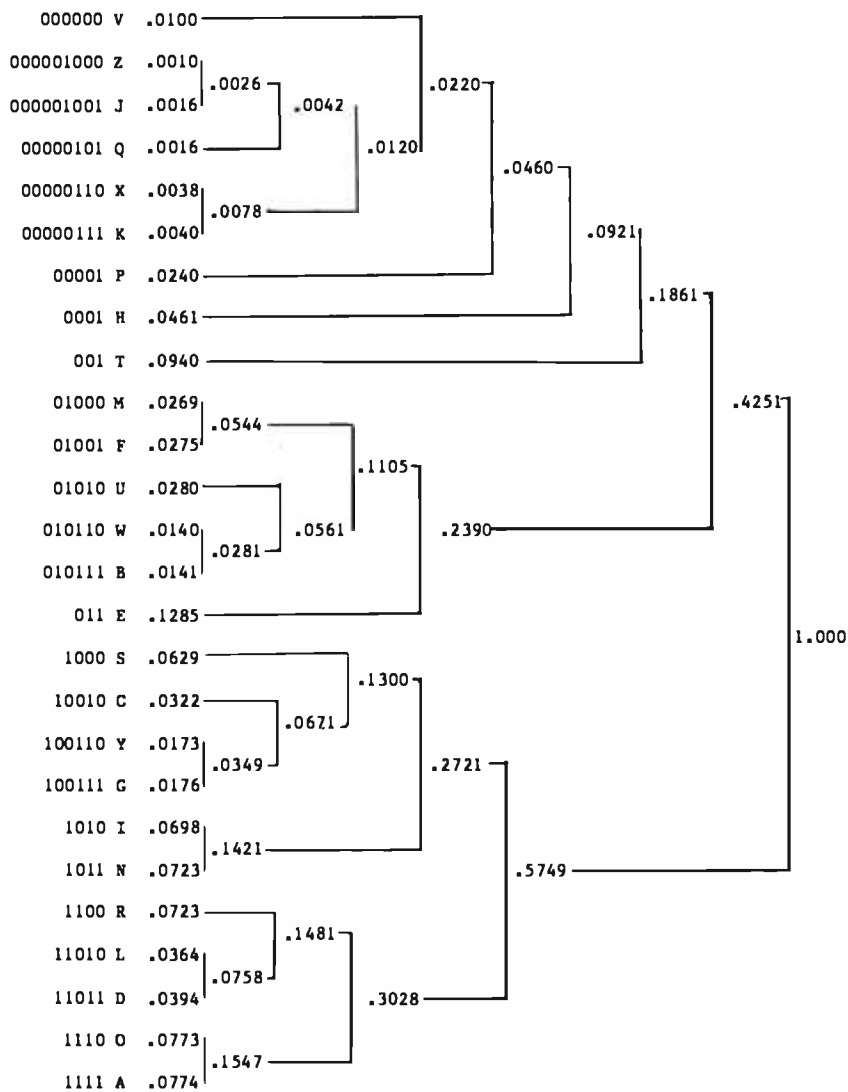 000000 V .0100
000001000 Z .0010
.0026
.0220
000001001 J .0016
.0042
00000101 Q .0016
.0120
.0460
00000110 X .0038
.0078
00000111 K .0040
.0921
00001 P .0240
.1861
0001 H .0461
001 T .0940
01000 M .0269
.0544
.4251
01001 F .0275
.1105
01010 U .0280
010110 W .0140
.0281
.0561
.2390
010111 B .0141
011 E .1285
1.000
1000 S .0629
.1300
10010 C .0322
.0671
100110 Y .0173
.0349
.2721
100111 G .0176
1010 I .0698
.1421
1011 N .0723
.5749
1100 R .0723
.1481
11010 L .0364
.0758
11011 D .0394
.3028
1110 O .0773
.1547
1111 A .0774